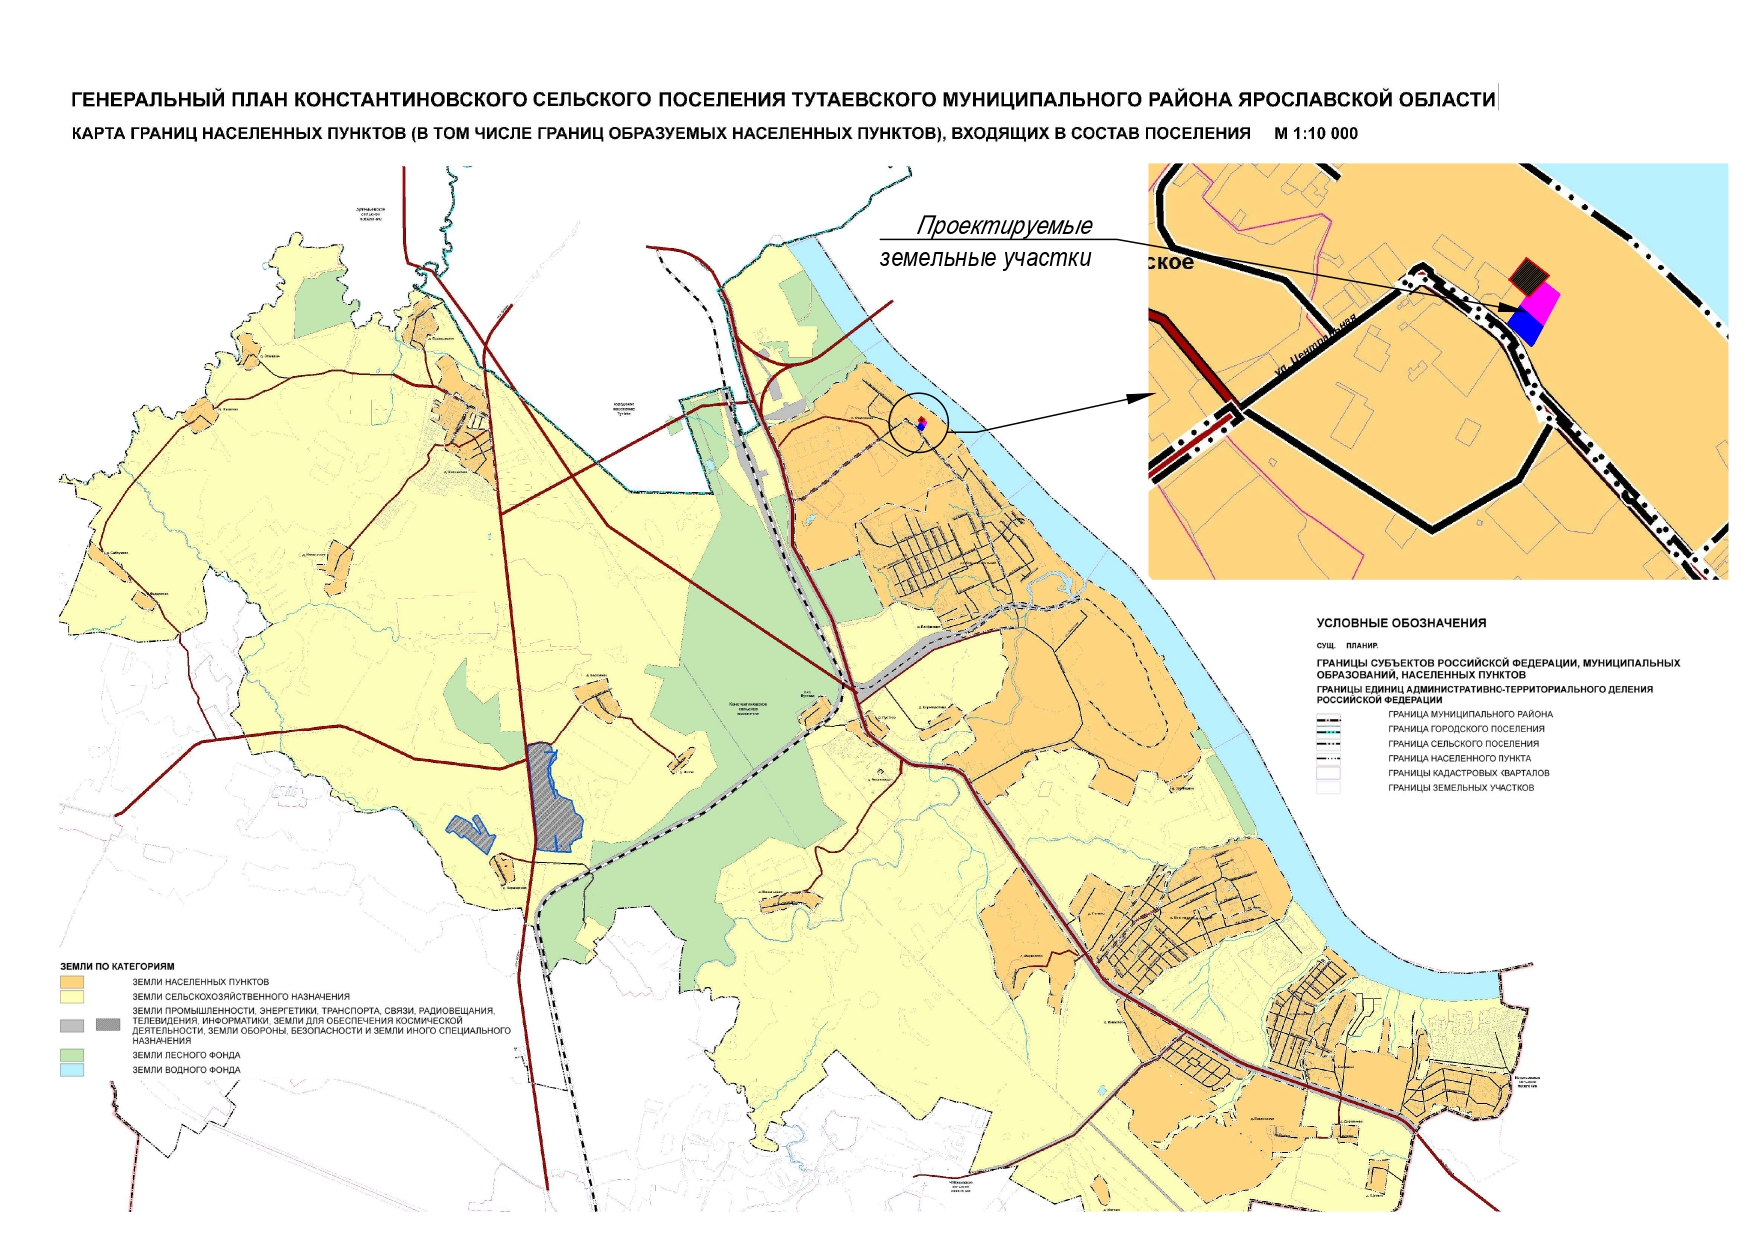 ГЕНЕРАЛЬНЫЙ ПЛАН КОНСТАНТИНОВСКОГО СЕЛЬСКОГО ПОСЕЛЕНИЯ ТУТАЕВСКОГО МУНИЦИПАЛЬНОГО РАЙОНА ЯРОСЛАВСКОЙ ОБЛАСТИ
КАРТА ГРАНИЦ НАСЕЛЕННЫХ ПУНКТОВ (В ТОМ ЧИСЛЕ ГРАНИЦ ОБРАЗУЕМЫХ НАСЕЛЕННЫХ ПУНКТОВ), ВХОДЯЩИХ В СОСТАВ ПОСЕЛЕНИЯ М 1:10 000
Проектируемые
земельные участки
ское
ул. Центральная
Константиновское
сельское
поселение
УСЛОВНЫЕ ОБОЗНАЧЕНИЯ
СУЩ. ПЛАНИР.
ГРАНИЦЫ СУБЪЕКТОВ РОССИЙСКОЙ ФЕДЕРАЦИИ, МУНИЦИПАЛЬНЫХ
ОБРАЗОВАНИЙ, НАСЕЛЕННЫХ ПУНКТОВ
ГРАНИЦЫ ЕДИНИЦ АДМИНИСТРАТИВНО-ТЕРРИТОРИАЛЬНОГО ДЕЛЕНИЯ
РОССИЙСКОЙ ФЕДЕРАЦИИ
ГРАНИЦА МУНИЦИПАЛЬНОГО РАЙОНА
ГРАНИЦА ГОРОДСКОГО ПОСЕЛЕНИЯ
ГРАНИЦА СЕЛЬСКОГО ПОСЕЛЕНИЯ
ГРАНИЦА НАСЕЛЕННОГО ПУНКТА
ГРАНИЦЫ КАДАСТРОВЫХ КВАРТАЛОВ
ГРАНИЦЫ ЗЕМЕЛЬНЫХ УЧАСТКОВ
ЗЕМЛИ ПО КАТЕГОРИЯМ
ЗЕМЛИ НАСЕЛЕННЫХ ПУНКТОВ
ЗЕМЛИ СЕЛЬСКОХОЗЯЙСТВЕННОГО НАЗНАЧЕНИЯ
ЗЕМЛИ ПРОМЫШЛЕННОСТИ, ЭНЕРГЕТИКИ, ТРАНСПОРТА, СВЯЗИ, РАДИОВЕЩАНИЯ,
ТЕЛЕВИДЕНИЯ, ИНФОРМАТИКИ, ЗЕМЛИ ДЛЯ ОБЕСПЕЧЕНИЯ КОСМИЧЕСКОЙ
ДЕЯТЕЛЬНОСТИ, ЗЕМЛИ ОБОРОНЫ, БЕЗОПАСНОСТИ И ЗЕМЛИ ИНОГО СПЕЦИАЛЬНОГО
НАЗНАЧЕНИЯ
ЗЕМЛИ ЛЕСНОГО ФОНДА
ЗЕМЛИ ВОДНОГО ФОНДА